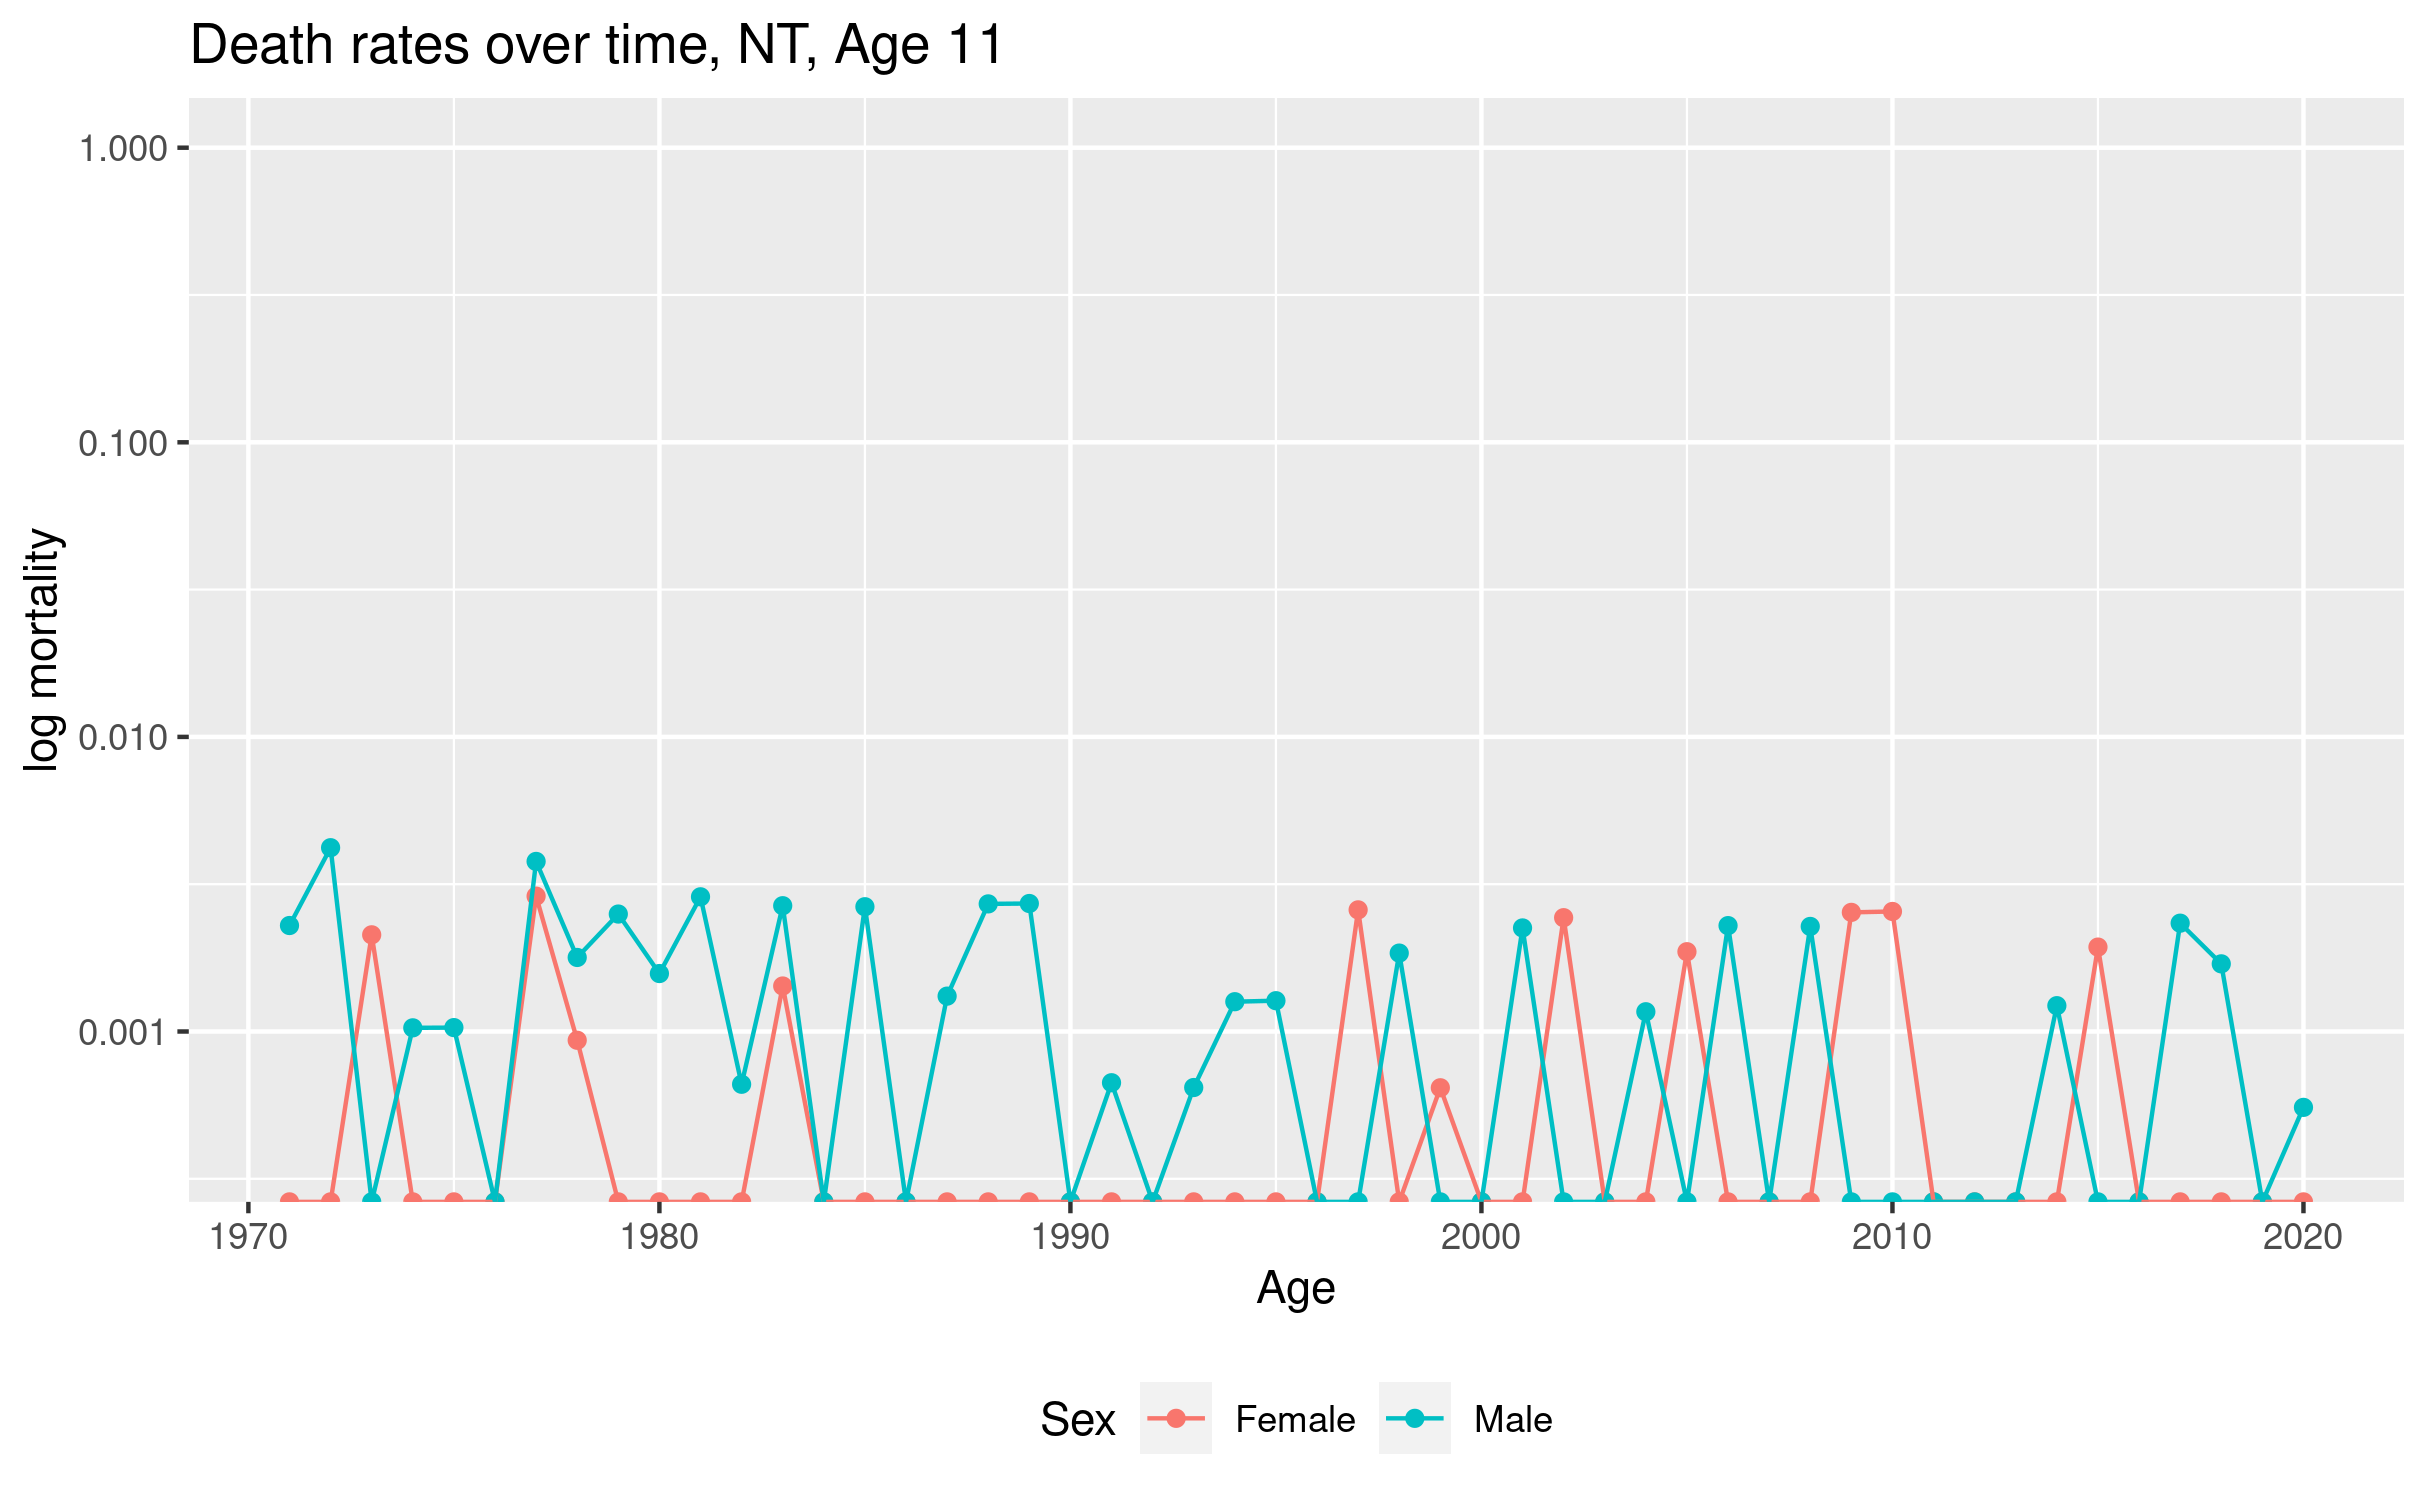 Death rates over time, NT, Age 11
1.000
0.100
0.010
0.001
log mortality
1970 1980 1990 2000 2010 2020
Age
Sex Female Male